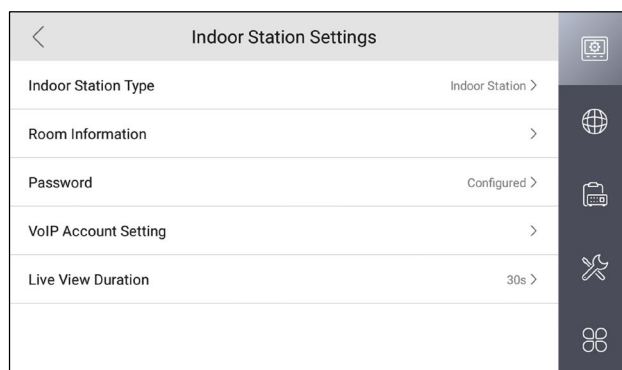 Indoor Station Settings
Indoor Station Type Indoor Station >
Room Information >
Password Configured >
VoIP Account Setting >
Live View Duration 30s >